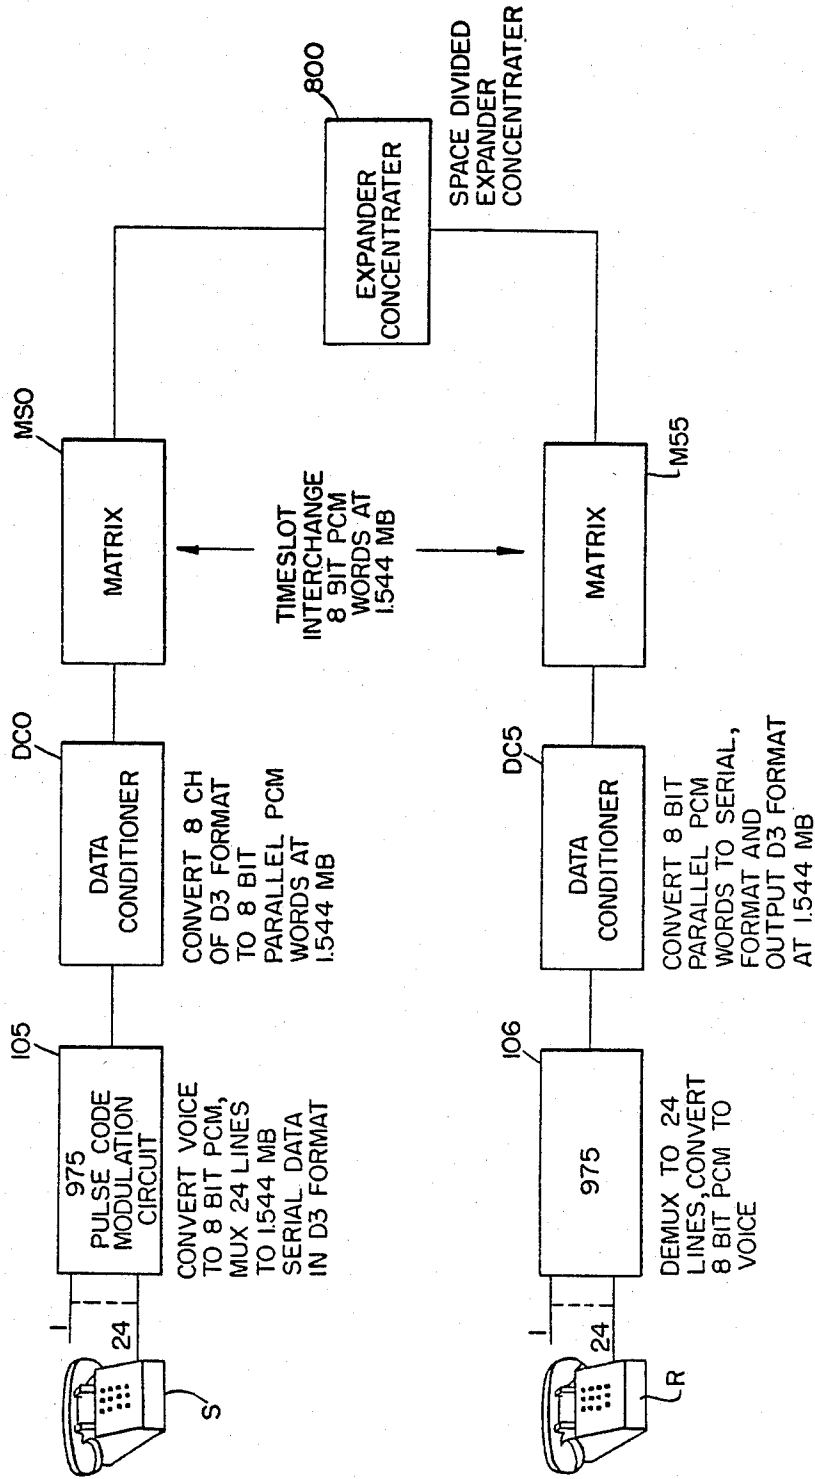 S
1
24
105
975
PULSE CODE
MODULATION
CIRCUIT
CONVERT VOICE
TO 8 BIT PCM,
MUX 24 LINES
TO 1.544 MB
SERIAL DATA
IN D3 FORMAT
DC0
DATA
CONDITIONER
CONVERT 8 CH
OF D3 FORMAT
TO 8 BIT
PARALLEL PCM
WORDS AT
1.544 MB
MS0
MATRIX
TIMESLOT
INTERCHANGE
8 BIT PCM
WORDS AT
1.544 MB
800
EXPANDER
CONCENTRATER
SPACE DIVIDED
EXPANDER
CONCENTRATER
R
1
24
106
975
DEMUX TO 24
LINES,CONVERT
8 BIT PCM TO
VOICE
DC5
DATA
CONDITIONER
CONVERT 8 BIT
PARALLEL PCM
WORDS TO SERIAL,
FORMAT AND
OUTPUT D3 FORMAT
AT 1.544 MB
M55
MATRIX